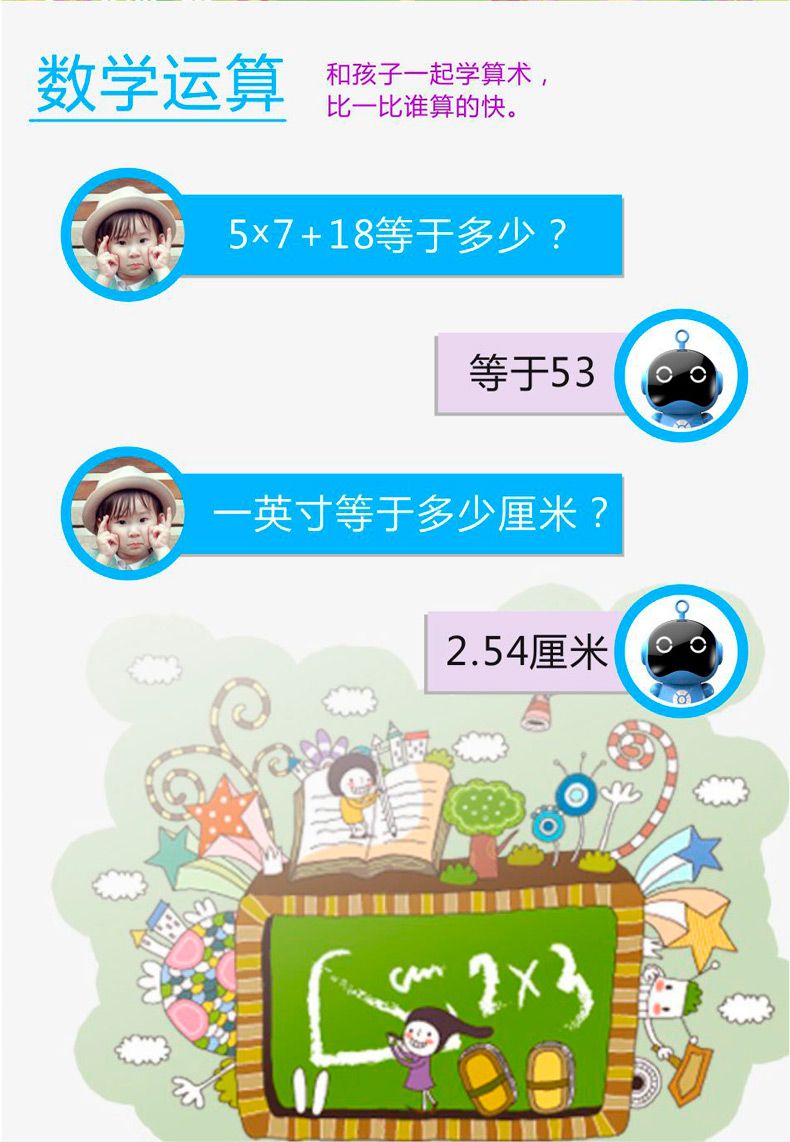 数学运算
和孩子一起学算术，
比一比谁算的快。
5×7+18等于多少？
等于53
一英寸等于多少厘米？
2.54厘米
cm 2×3